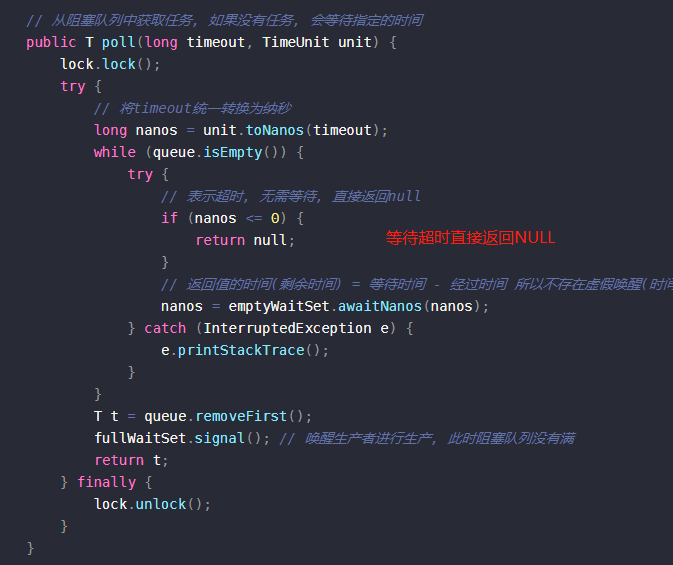 // 从阻塞队列中获取任务, 如果没有任务, 会等待指定的时间
public T poll(long timeout, TimeUnit unit) {
    lock.lock();
    try {
        // 将timeout统一转换为纳秒
        long nanos = unit.toNanos(timeout);
        while (queue.isEmpty()) {
            try {
                // 表示超时, 无需等待, 直接返回null
                if (nanos <= 0) {
                    return null; 等待超时直接返回NULL
                }
                // 返回值的时间(剩余时间) = 等待时间 - 经过时间 所以不存在虚假唤醒(时间
                nanos = emptyWaitSet.awaitNanos(nanos);
            } catch (InterruptedException e) {
                e.printStackTrace();
            }
        }
        T t = queue.removeFirst();
        fullWaitSet.signal(); // 唤醒生产者进行生产, 此时阻塞队列没有满
        return t;
    } finally {
        lock.unlock();
    }
}